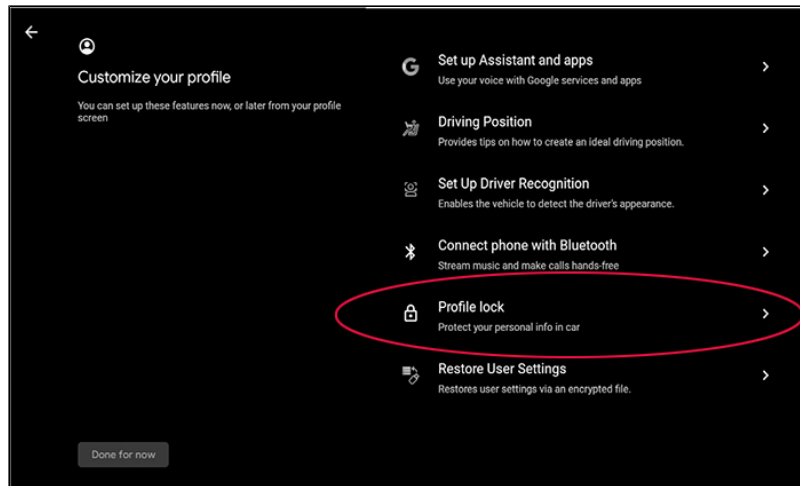 Customize your profile
You can set up these features now, or later from your profile
screen
Set up Assistant and apps
Use your voice with Google services and apps
Driving Position
Provides tips on how to create an ideal driving position.
Set Up Driver Recognition
Enables the vehicle to detect the driver's appearance.
Connect phone with Bluetooth
Stream music and make calls hands-free
Profile lock
Protect your personal info in car
Restore User Settings
Restores user settings via an encrypted file.
Done for now